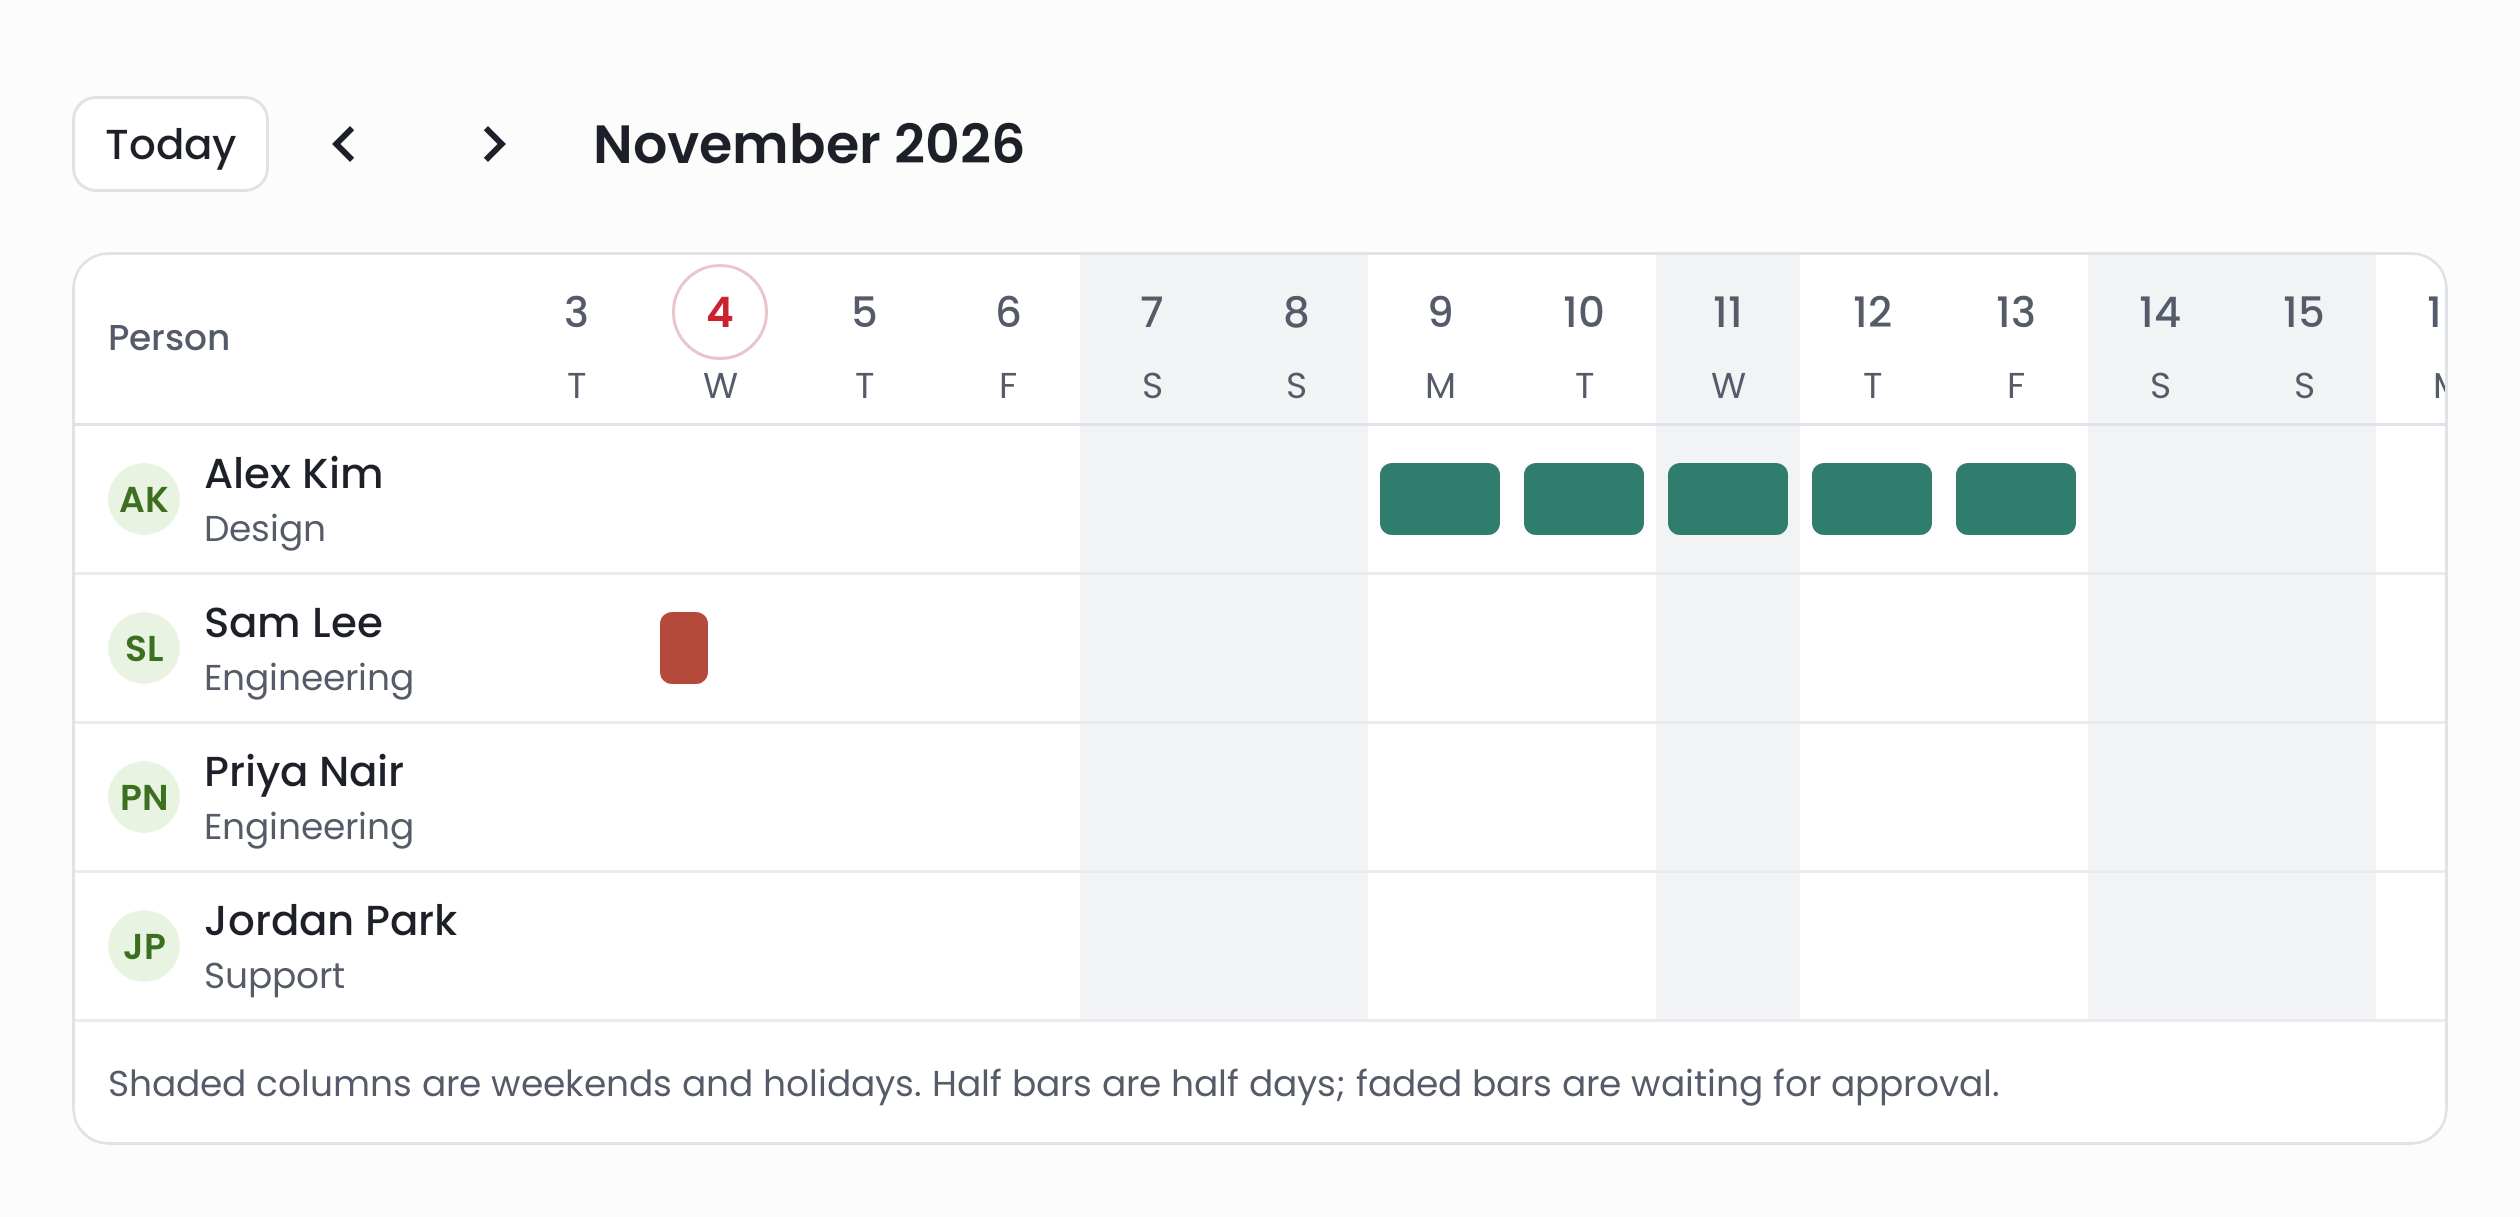 Today
November 2026
Person 3 4 5 6 7 8 9 10 11 12 13 14 15
T W T F S S M T W T F S S
AK Alex Kim
Design
SL Sam Lee
Engineering
PN Priya Nair
Engineering
JP Jordan Park
Support
Shaded columns are weekends and holidays. Half bars are half days; faded bars are waiting for approval.